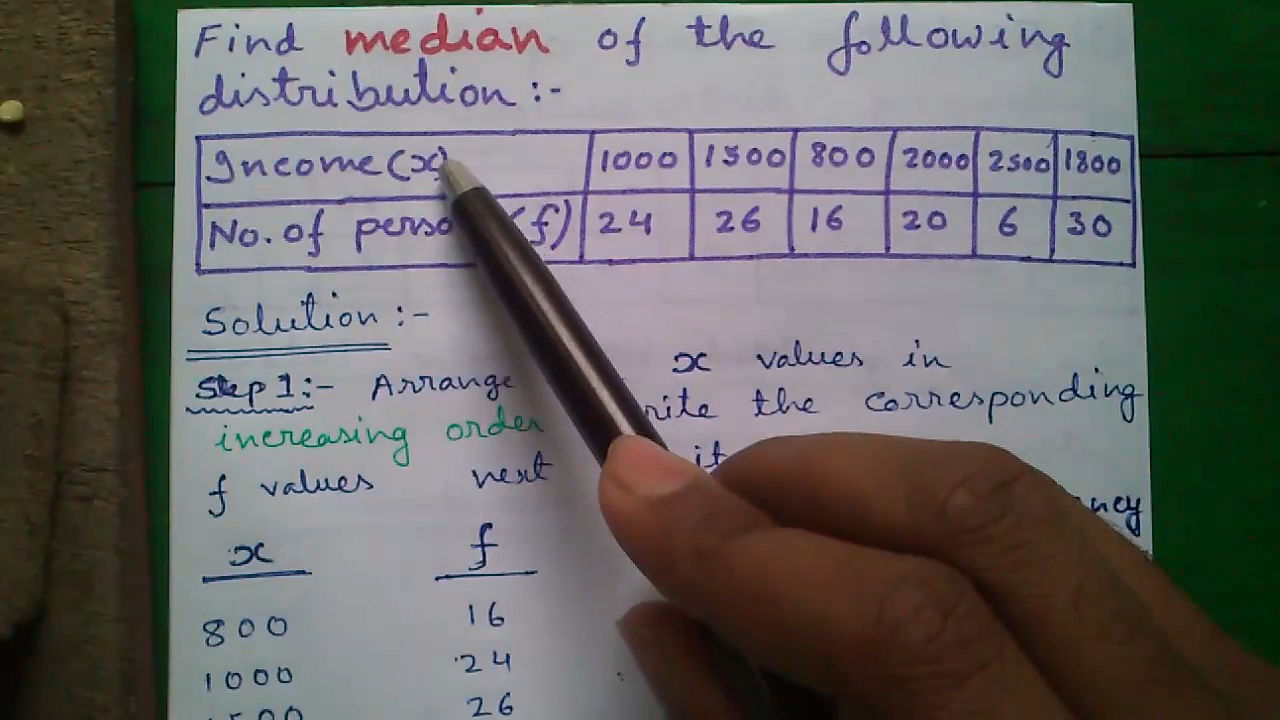 Find median of the following
distribution:-
Income(x) 1000 1500 800 2000 2500 1800
No. of perso (f) 24 26 16 20 6 30
Solution :-
Step 1:- Arrange x values in
increasing order rite the corresponding
f values next it
ncy
x f
800 16
1000 24
1500 26